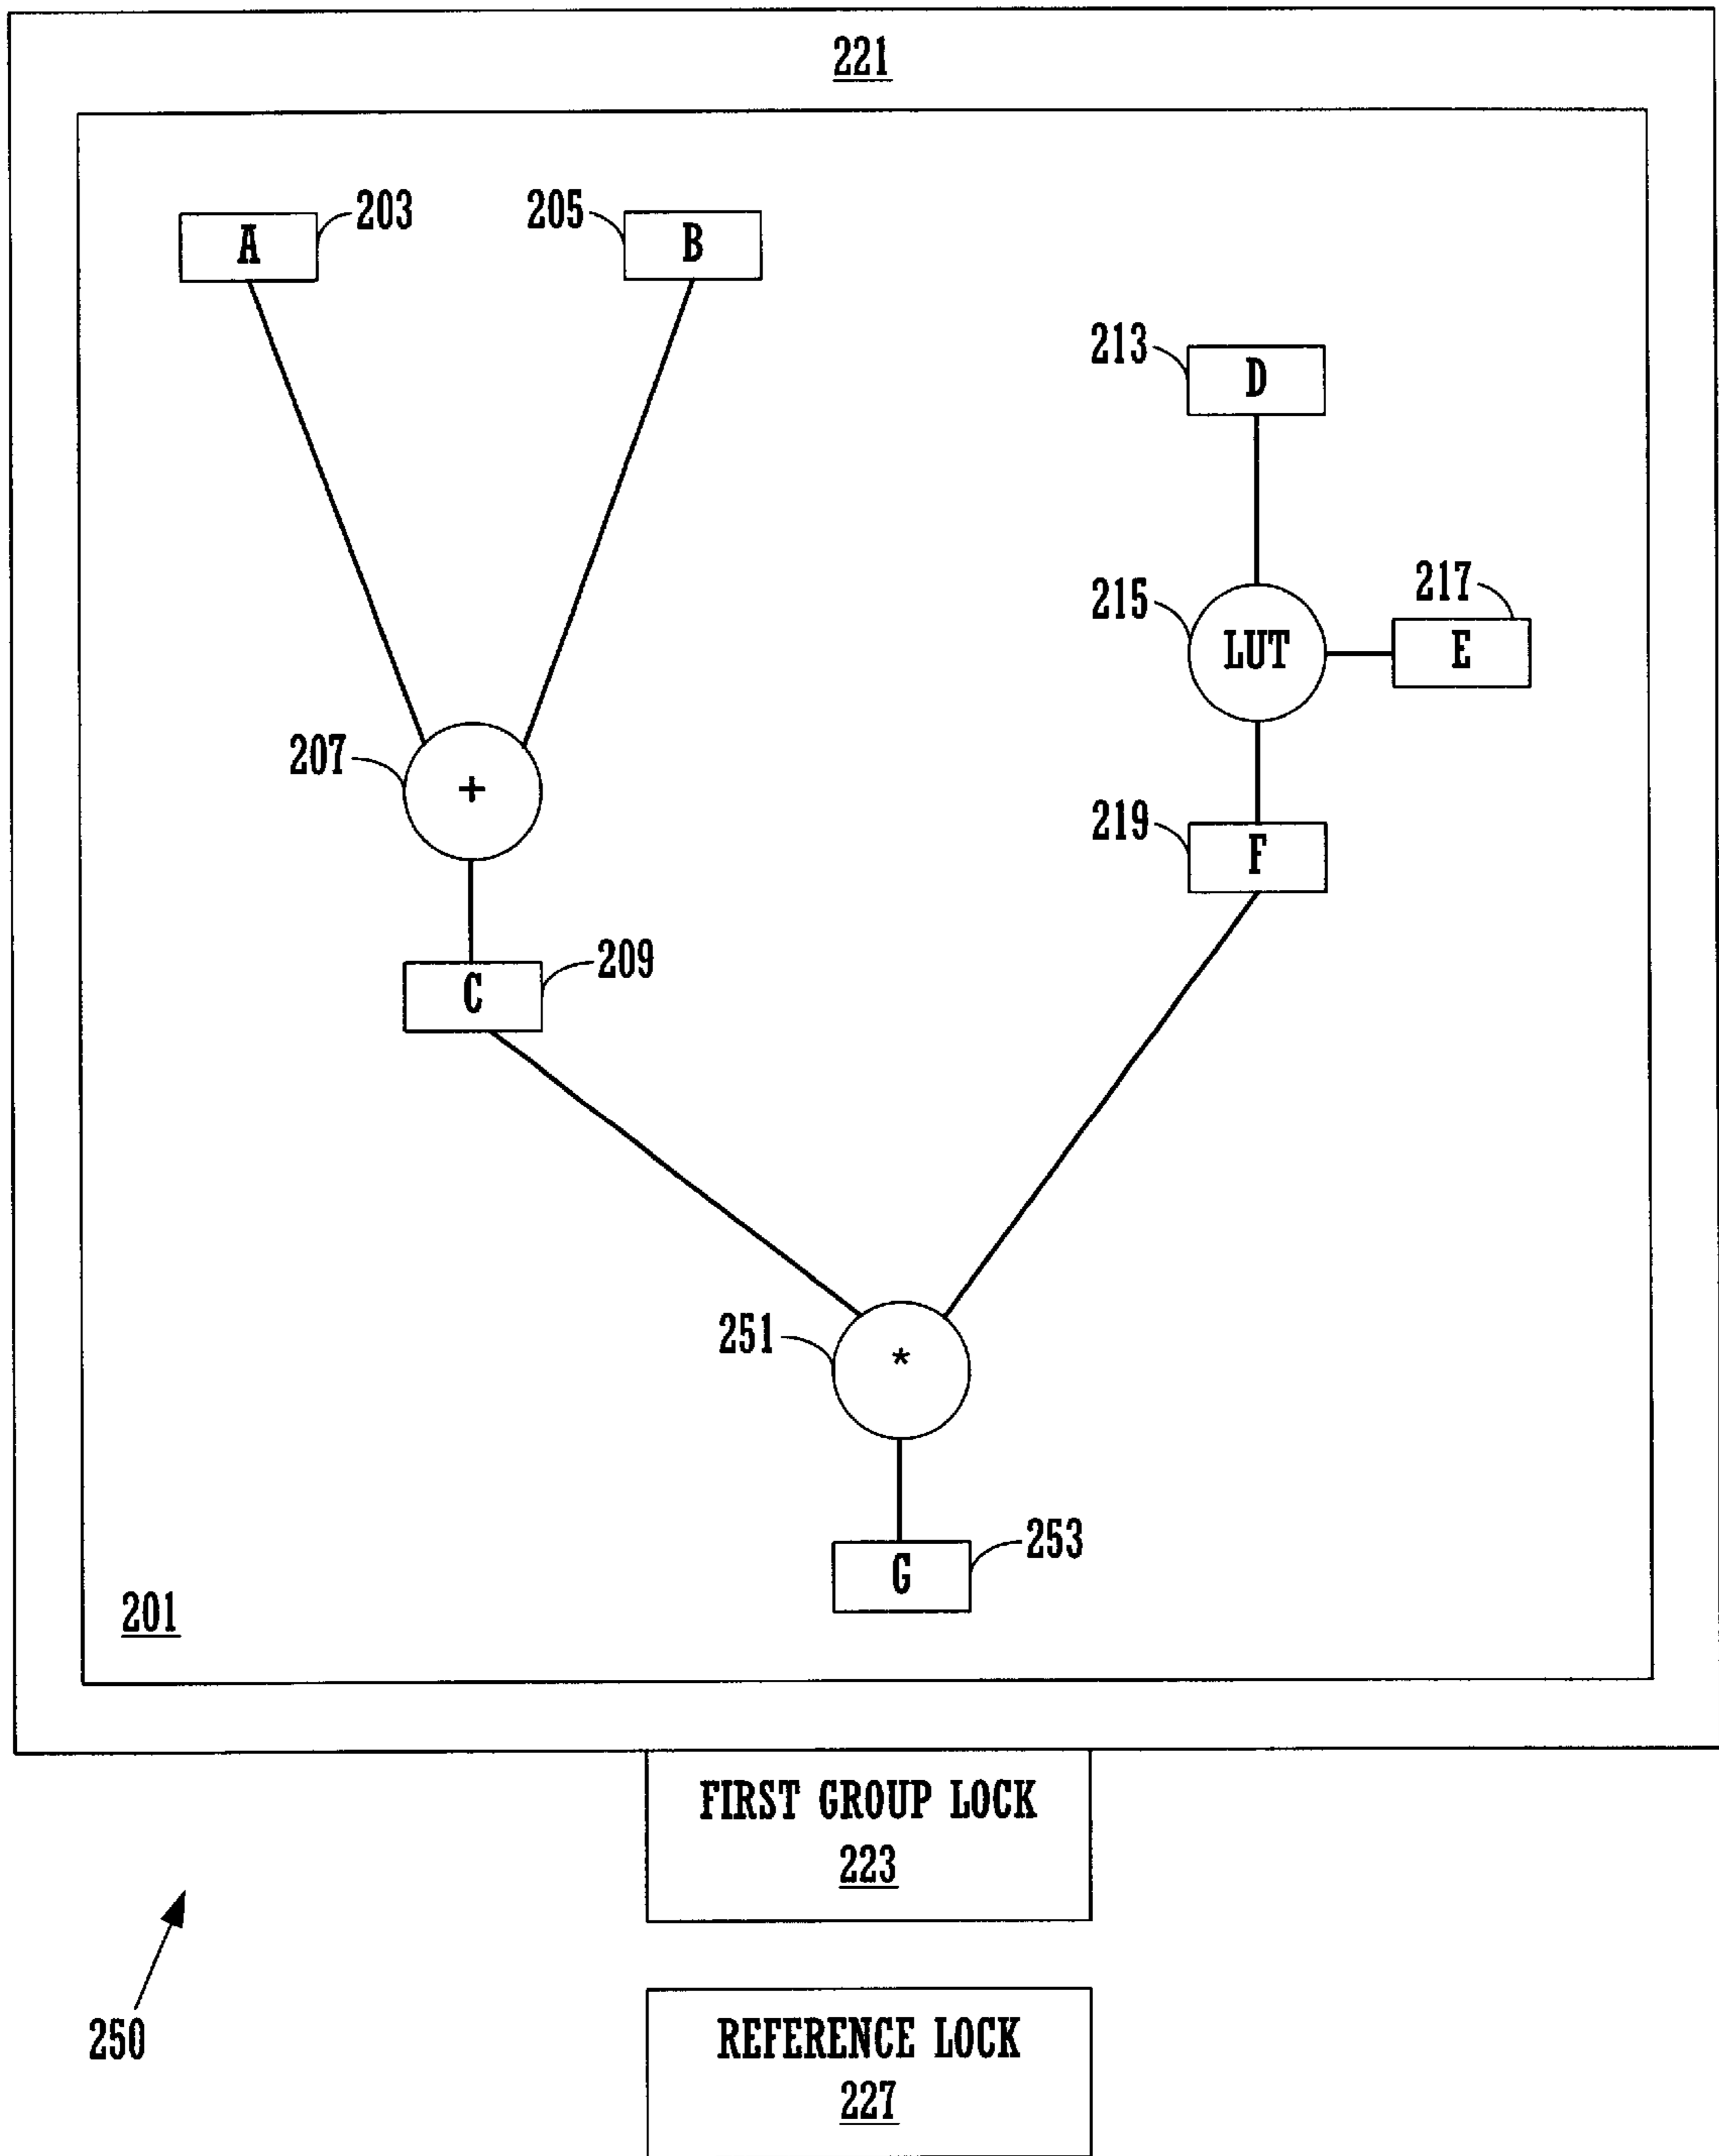 221
A
203
205
B
213
D
215
LUT
217
E
207
+
219
F
C
209
251
*
G
253
201
FIRST GROUP LOCK
223
250
REFERENCE LOCK
227